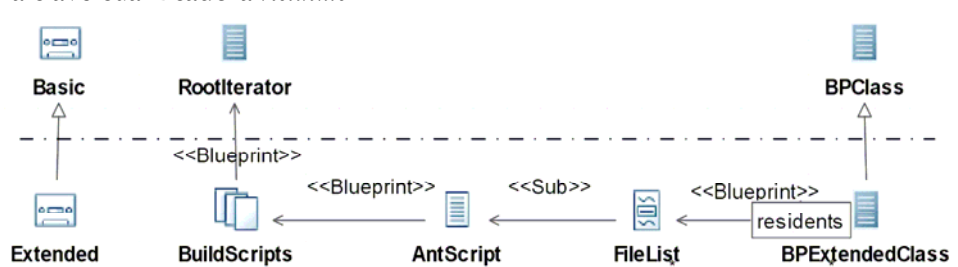 Basic
RootIterator
BPClass
<<Blueprint>>
<<Blueprint>>
<<Sub>>
<<Blueprint>>
residents
Extended
BuildScripts
AntScript
FileList
BPExtendedClass